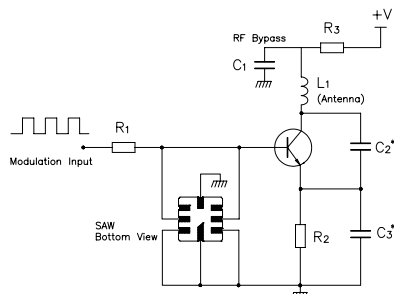 +V
R3
RF Bypass
C1
L1
(Antenna)
R1
Modulation Input
C2*
SAW
Bottom View
R2
C3*